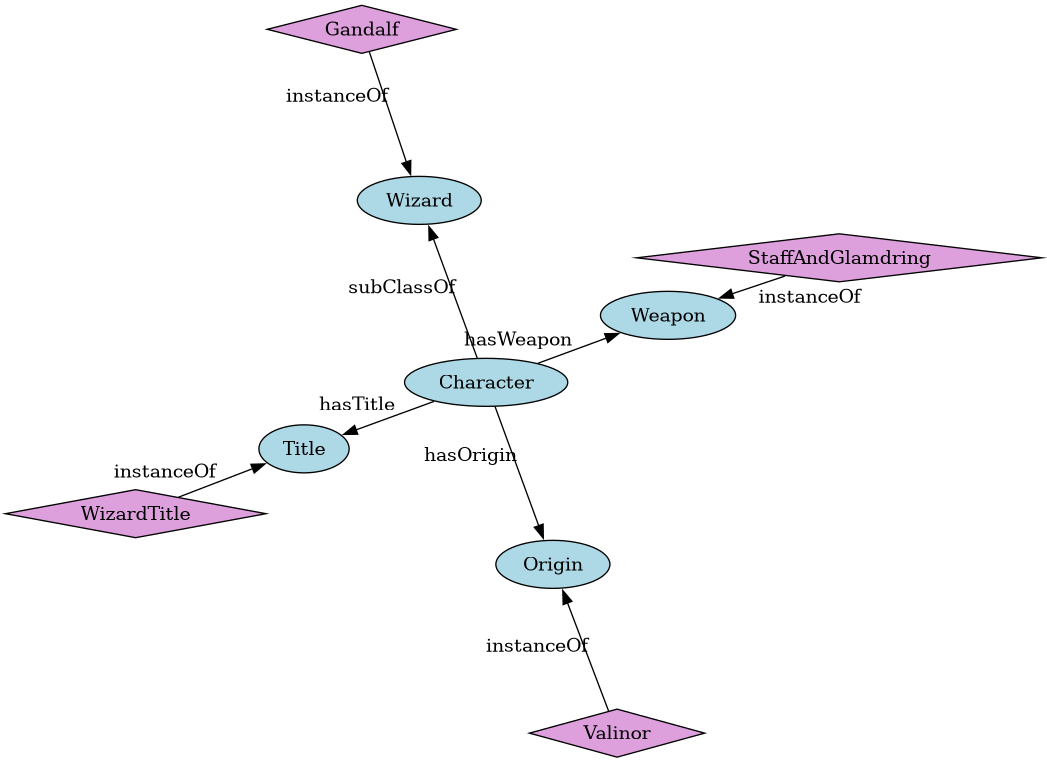 Gandalf
instanceOf
Wizard
StaffAndGlamdring
subClassOf
instanceOf
Weapon
hasWeapon
Character
hasTitle
Title
hasOrigin
instanceOf
WizardTitle
Origin
instanceOf
Valinor